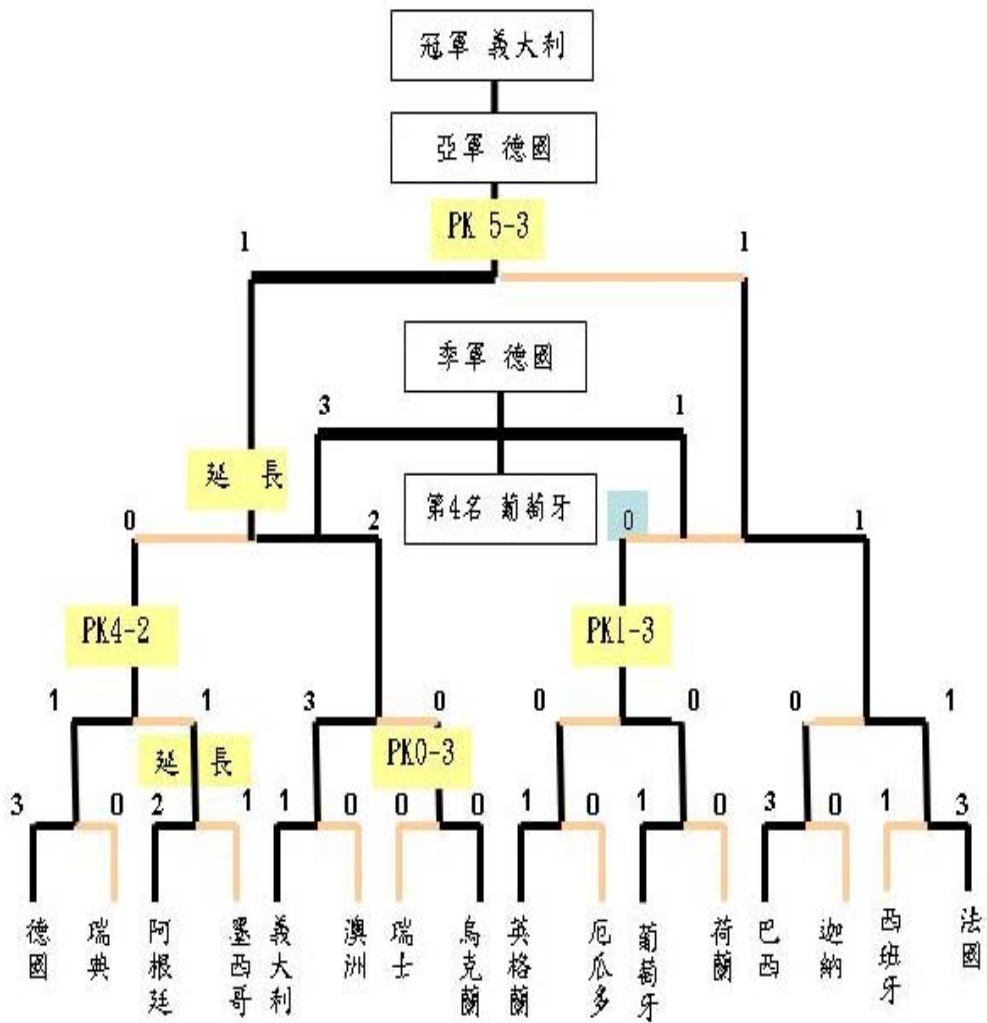 冠軍 義大利
亞軍 德國
PK 5-3
1 1
季軍 德國
3 1
延 長
第4名 葡萄牙
0 2 0 1
PK4-2 PK1-3
1 1 3 0 0 0 0 1
延 長 PK0-3
3 0 2 1 1 0 0 0 1 0 1 0 3 0 1 3
德國
瑞典
阿根廷
墨西哥
義大利
澳洲
瑞士
烏克蘭
英格蘭
厄瓜多
葡萄牙
荷蘭
巴西
迦納
西班牙
法國